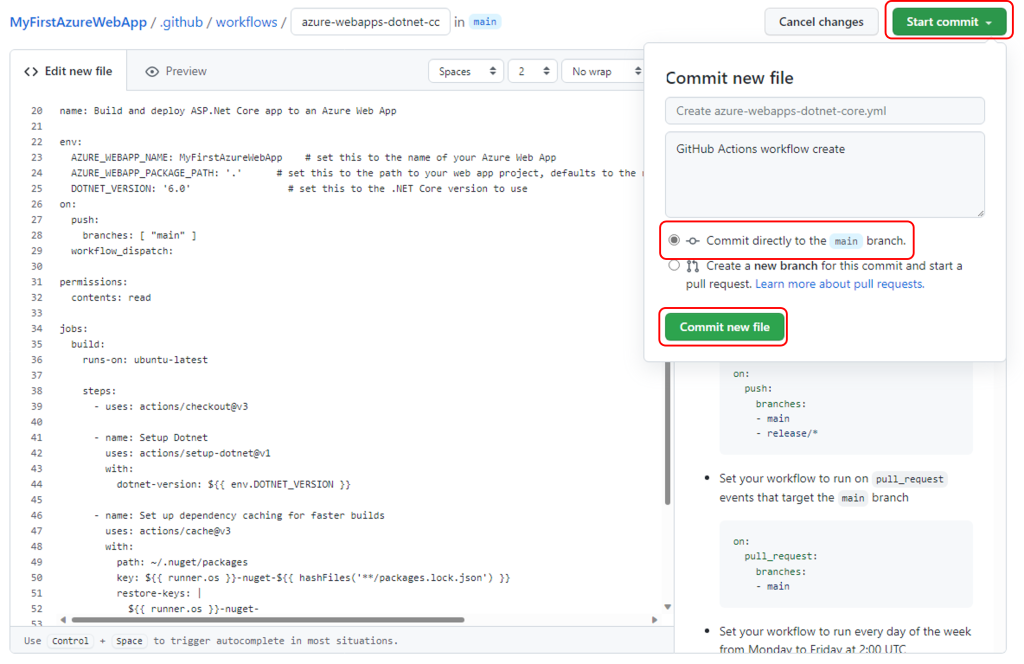 MyFirstAzureWebApp / .github / workflows / azure-webapps-dotnet-cc in main
Cancel changes
Start commit
Edit new file
Preview
Spaces
2
No wrap
20 name: Build and deploy ASP.Net Core app to an Azure Web App
21
22 env:
23 AZURE_WEBAPP_NAME: MyFirstAzureWebApp # set this to the name of your Azure Web App
24 AZURE_WEBAPP_PACKAGE_PATH: '.' # set this to the path to your web app project, defaults to the
25 DOTNET_VERSION: '6.0' # set this to the .NET Core version to use
26 on:
27 push:
28 branches: [ "main" ]
29 workflow_dispatch:
30
31 permissions:
32 contents: read
33
34 jobs:
35 build:
36 runs-on: ubuntu-latest
37
38 steps:
39 - uses: actions/checkout@v3
40
41 - name: Setup Dotnet
42 uses: actions/setup-dotnet@v1
43 with:
44 dotnet-version: ${{ env.DOTNET_VERSION }}
45
46 - name: Set up dependency caching for faster builds
47 uses: actions/cache@v3
48 with:
49 path: ~/.nuget/packages
50 key: ${{ runner.os }}-nuget-${{ hashFiles('**/packages.lock.json') }}
51 restore-keys: |
52 ${{ runner.os }}-nuget-
53
Use Control + Space to trigger autocomplete in most situations.
Commit new file
Create azure-webapps-dotnet-core.yml
GitHub Actions workflow create
Commit directly to the main branch.
Create a new branch for this commit and start a
pull request. Learn more about pull requests.
Commit new file
on:
push:
branches:
- main
- release/*
Set your workflow to run on pull_request
events that target the main branch
on:
pull_request:
branches:
- main
Set your workflow to run every day of the week
from Monday to Friday at 2:00 UTC